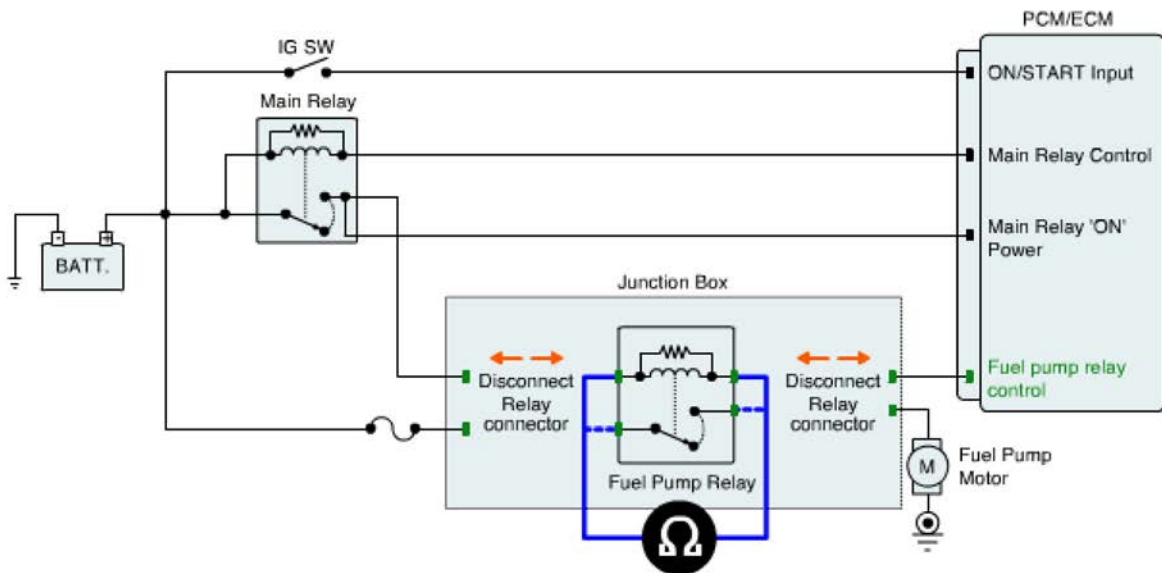 PCM/ECM
IG SW
ON/START Input
Main Relay
Main Relay Control
Main Relay 'ON'
Power
- +
BATT.
Junction Box
Disconnect
Relay
connector
Disconnect
Relay
connector
Fuel pump relay
control
Fuel Pump Relay
M
Fuel Pump
Motor
Ω